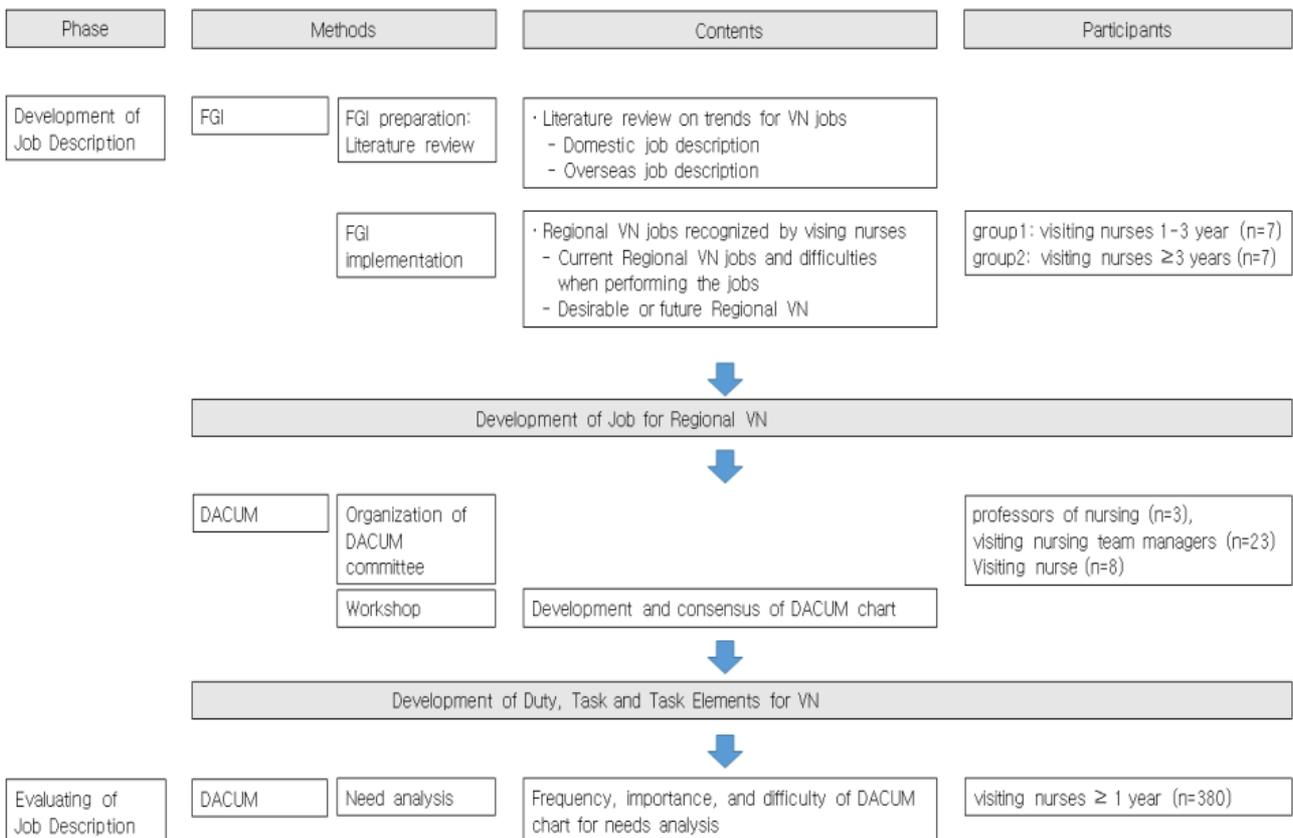 Phase
Methods
Contents
Participants
Development of
Job Description
FGI
FGI preparation:
Literature review
· Literature review on trends for VN jobs
- Domestic job description
- Overseas job description
FGI
implementation
· Regional VN jobs recognized by vising nurses
- Current Regional VN jobs and difficulties
when performing the jobs
- Desirable or future Regional VN
group1: visiting nurses 1-3 year (n=7)
group2: visiting nurses ≥3 years (n=7)
Development of Job for Regional VN
DACUM
Organization of
DACUM
committee
professors of nursing (n=3),
visiting nursing team managers (n=23)
Visiting nurse (n=8)
Workshop
Development and consensus of DACUM chart
Development of Duty, Task and Task Elements for VN
Evaluating of
Job Description
DACUM
Need analysis
Frequency, importance, and difficulty of DACUM
chart for needs analysis
visiting nurses ≥ 1 year (n=380)